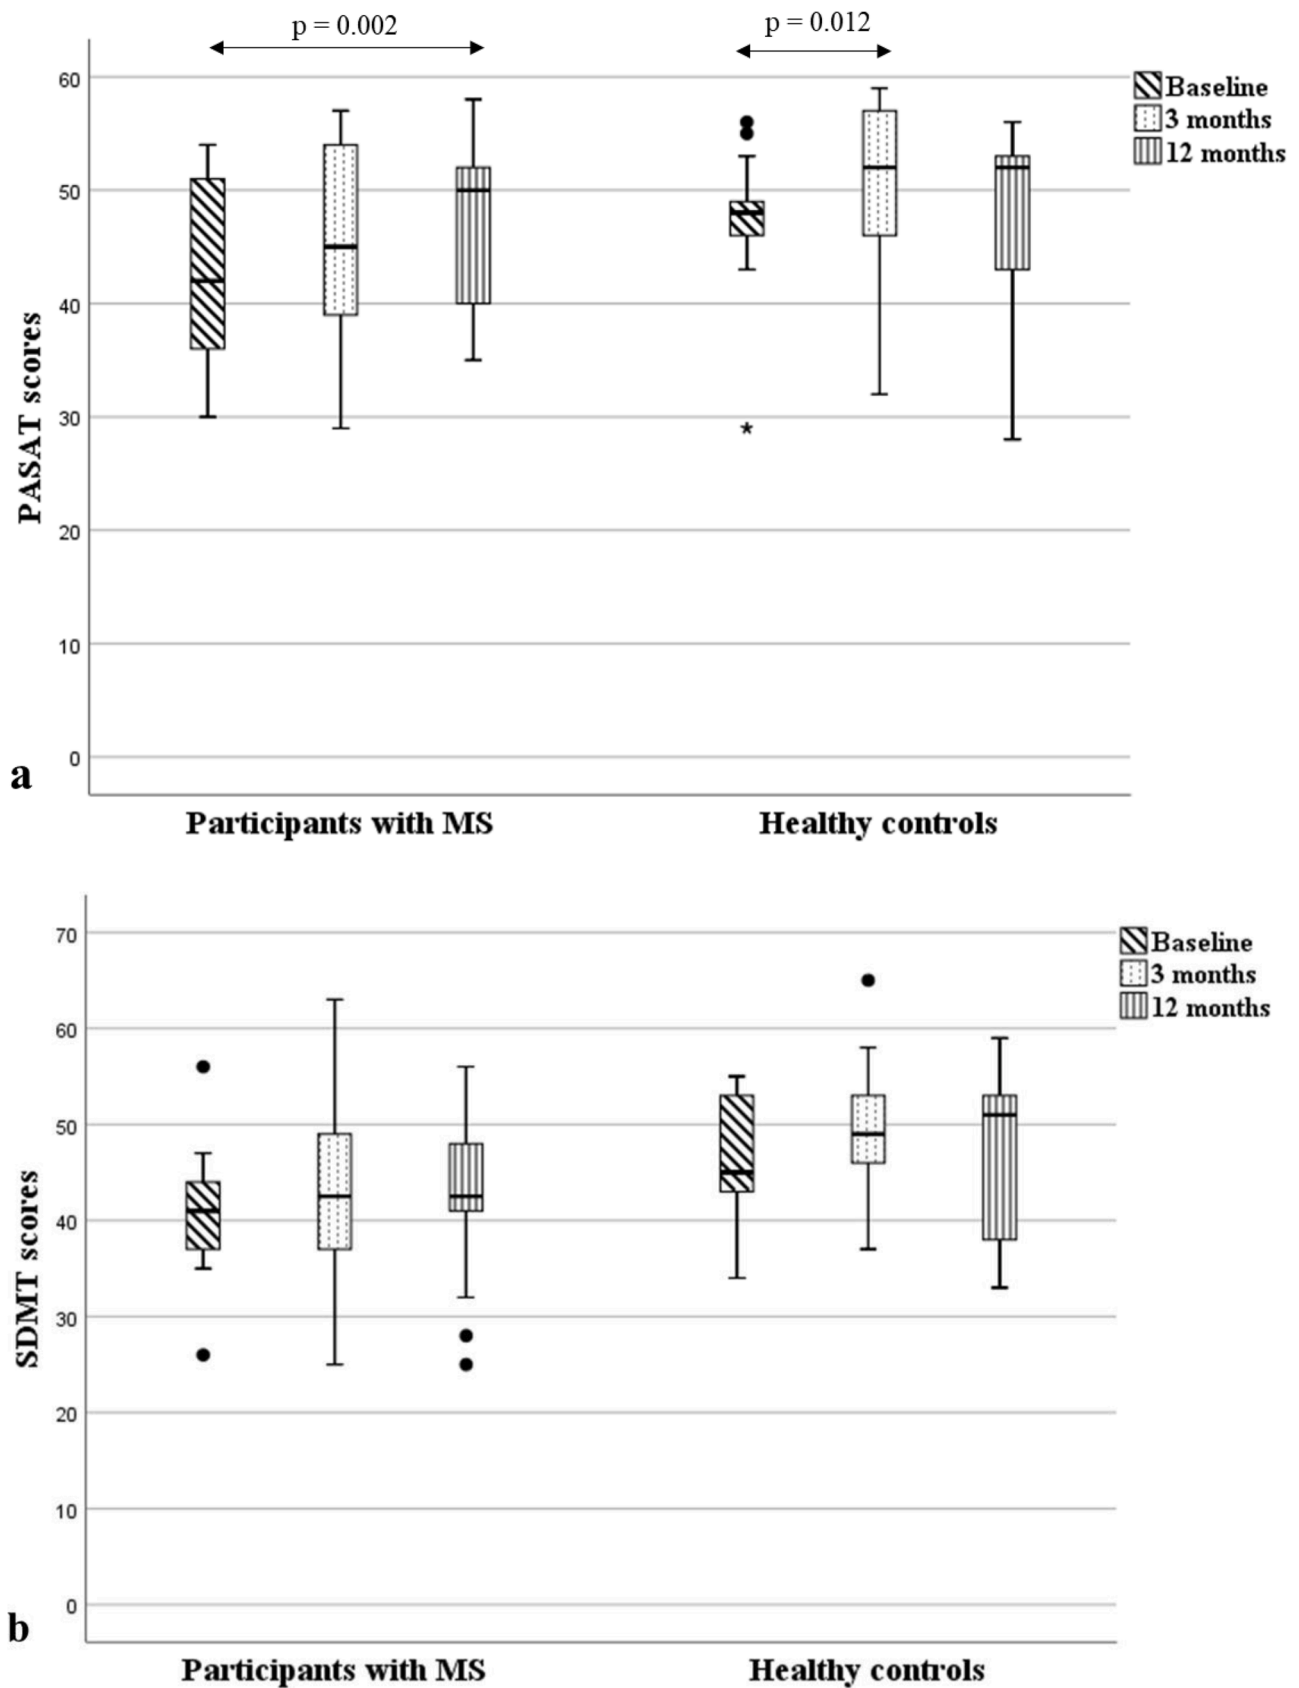 p = 0.002
p = 0.012
60
50
40
30
20
10
0
PASAT scores
Baseline
3 months
12 months
*
a
Participants with MS
Healthy controls
70
60
50
40
30
20
10
0
SDMT scores
Baseline
3 months
12 months
b
Participants with MS
Healthy controls